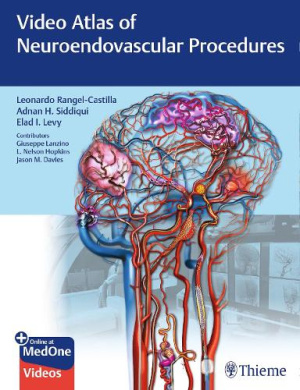 Video Atlas of
Neuroendovascular Procedures
Leonardo Rangel-Castilla
Adnan H. Siddiqui
Elad I. Levy
Contributors
Giuseppe Lanzino
L. Nelson Hopkins
Jason M. Davies
+ Online at
MedOne
Videos
Thieme